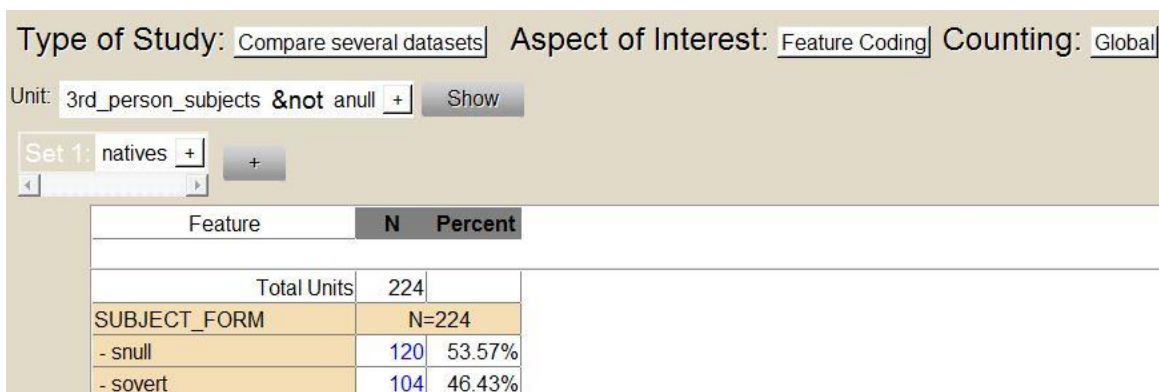 Type of Study: Compare several datasets Aspect of Interest: Feature Coding Counting: Global
Unit: 3rd_person_subjects &not anull + Show
Set 1: natives + +
Feature N Percent
Total Units 224
SUBJECT_FORM N=224
- snull 120 53.57%
- sovert 104 46.43%